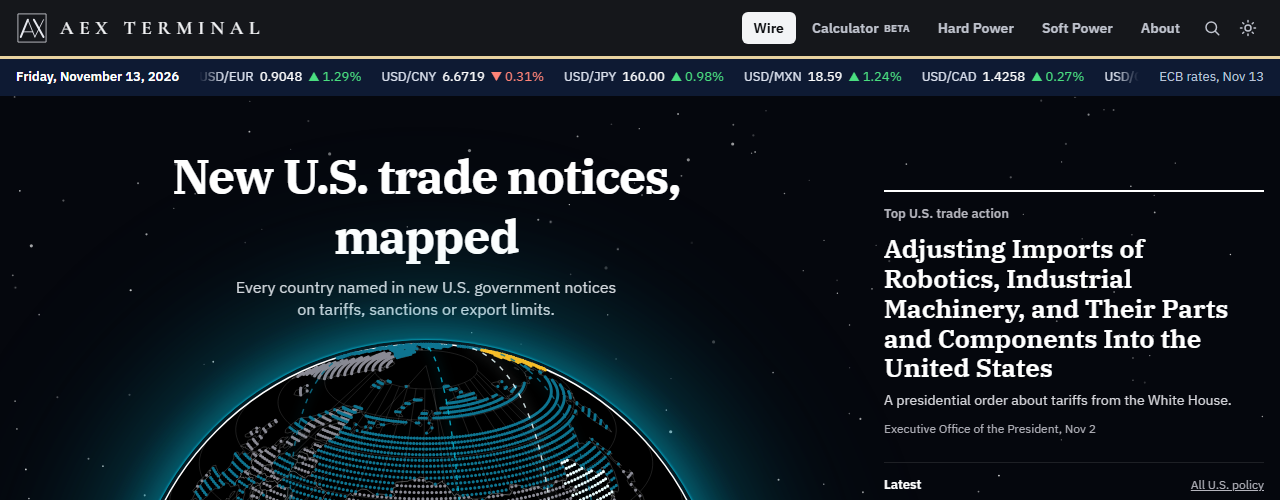 AEX TERMINAL
Wire
Calculator BETA
Hard Power
Soft Power
About
Friday, November 13, 2026
USD/EUR 0.9048 ▲ 1.29% USD/CNY 6.6719 ▼ 0.31% USD/JPY 160.00 ▲ 0.98% USD/MXN 18.59 ▲ 1.24% USD/CAD 1.4258 ▲ 0.27%
ECB rates, Nov 13
New U.S. trade notices,
mapped
Every country named in new U.S. government notices
on tariffs, sanctions or export limits.
Top U.S. trade action
Adjusting Imports of
Robotics, Industrial
Machinery, and Their Parts
and Components Into the
United States
A presidential order about tariffs from the White House.
Executive Office of the President, Nov 2
Latest
All U.S. policy